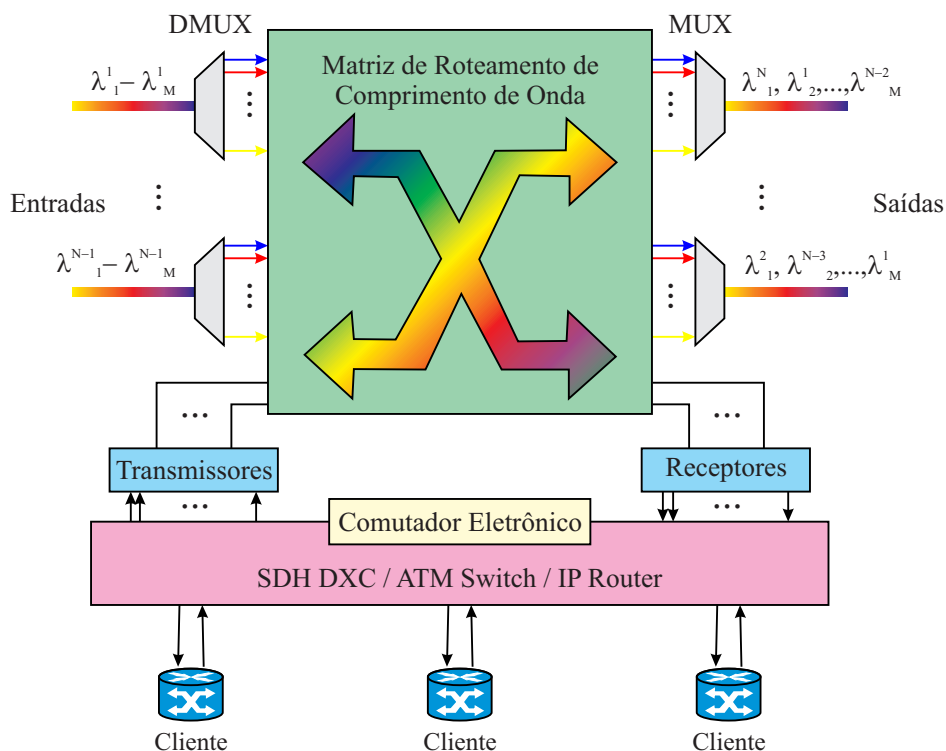 DMUX
MUX
Matriz de Roteamento de
Comprimento de Onda
λ¹₁– λ¹M
λᴺ₁, λ¹₂,...,λᴺ⁻²M
...
...
Entradas
...
...
Saídas
λᴺ⁻¹₁– λᴺ⁻¹M
λ²₁, λᴺ⁻³₂,...,λ¹M
...
...
...
...
Transmissores
Receptores
...
...
Comutador Eletrônico
SDH DXC / ATM Switch / IP Router
Cliente
Cliente
Cliente